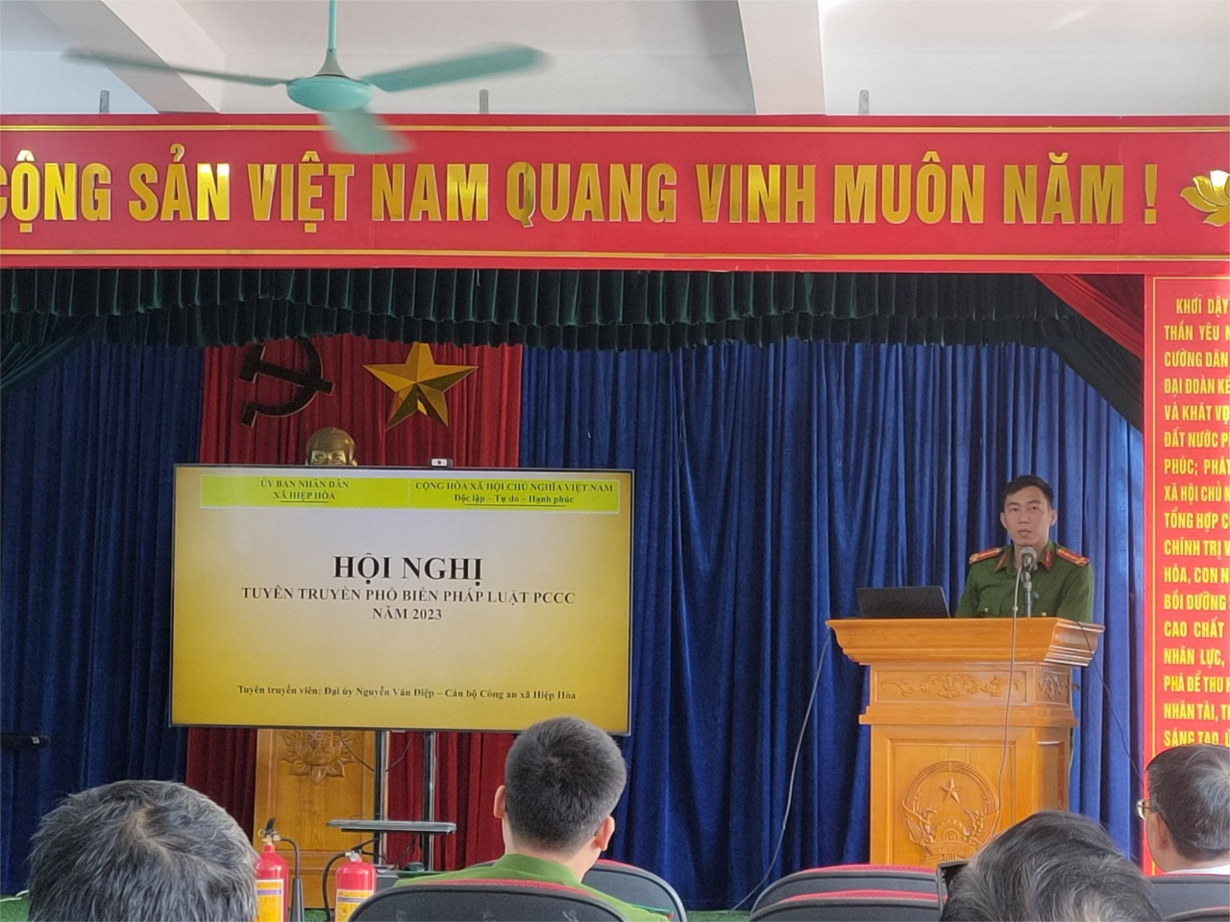 CỘNG SẢN VIỆT NAM QUANG VINH MUÔN NĂM !
ỦY BAN NHÂN DÂN
XÃ HIỆP HÒA
CỘNG HÒA XÃ HỘI CHỦ NGHĨA VIỆT NAM
Độc lập – Tự do – Hạnh phúc
HỘI NGHỊ
TUYÊN TRUYỀN PHỔ BIẾN PHÁP LUẬT PCCC
NĂM 2023
Tuyên truyền viên: Đại úy Nguyễn Văn Điệp – Cán bộ Công an xã Hiệp Hòa
KHƠI DẬY
THẦN YÊU
CƯỜNG DÂN
ĐẠI ĐOÀN KẾ
VÀ KHÁT VỌ
ĐẤT NƯỚC
PHÚC; PHÁT
XÃ HỘI CHỦ
TỔNG HỢP
CHÍNH TRỊ
HÓA, CON
BỒI DƯỠNG
CAO CHẤT
NHÂN LỰC,
PHÁ ĐỂ THU
NHÂN TÀI,
SÁNG TẠO,